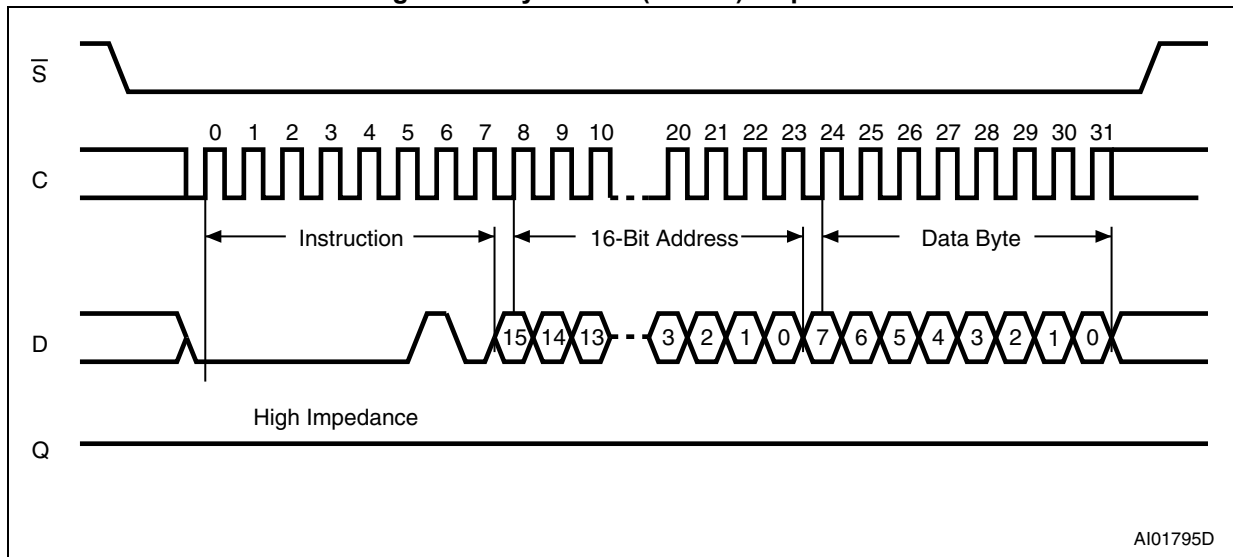 S
0 1 2 3 4 5 6 7 8 9 10 20 21 22 23 24 25 26 27 28 29 30 31
C
Instruction 16-Bit Address Data Byte
D 15 14 13 3 2 1 0 7 6 5 4 3 2 1 0
High Impedance
Q
AI01795D